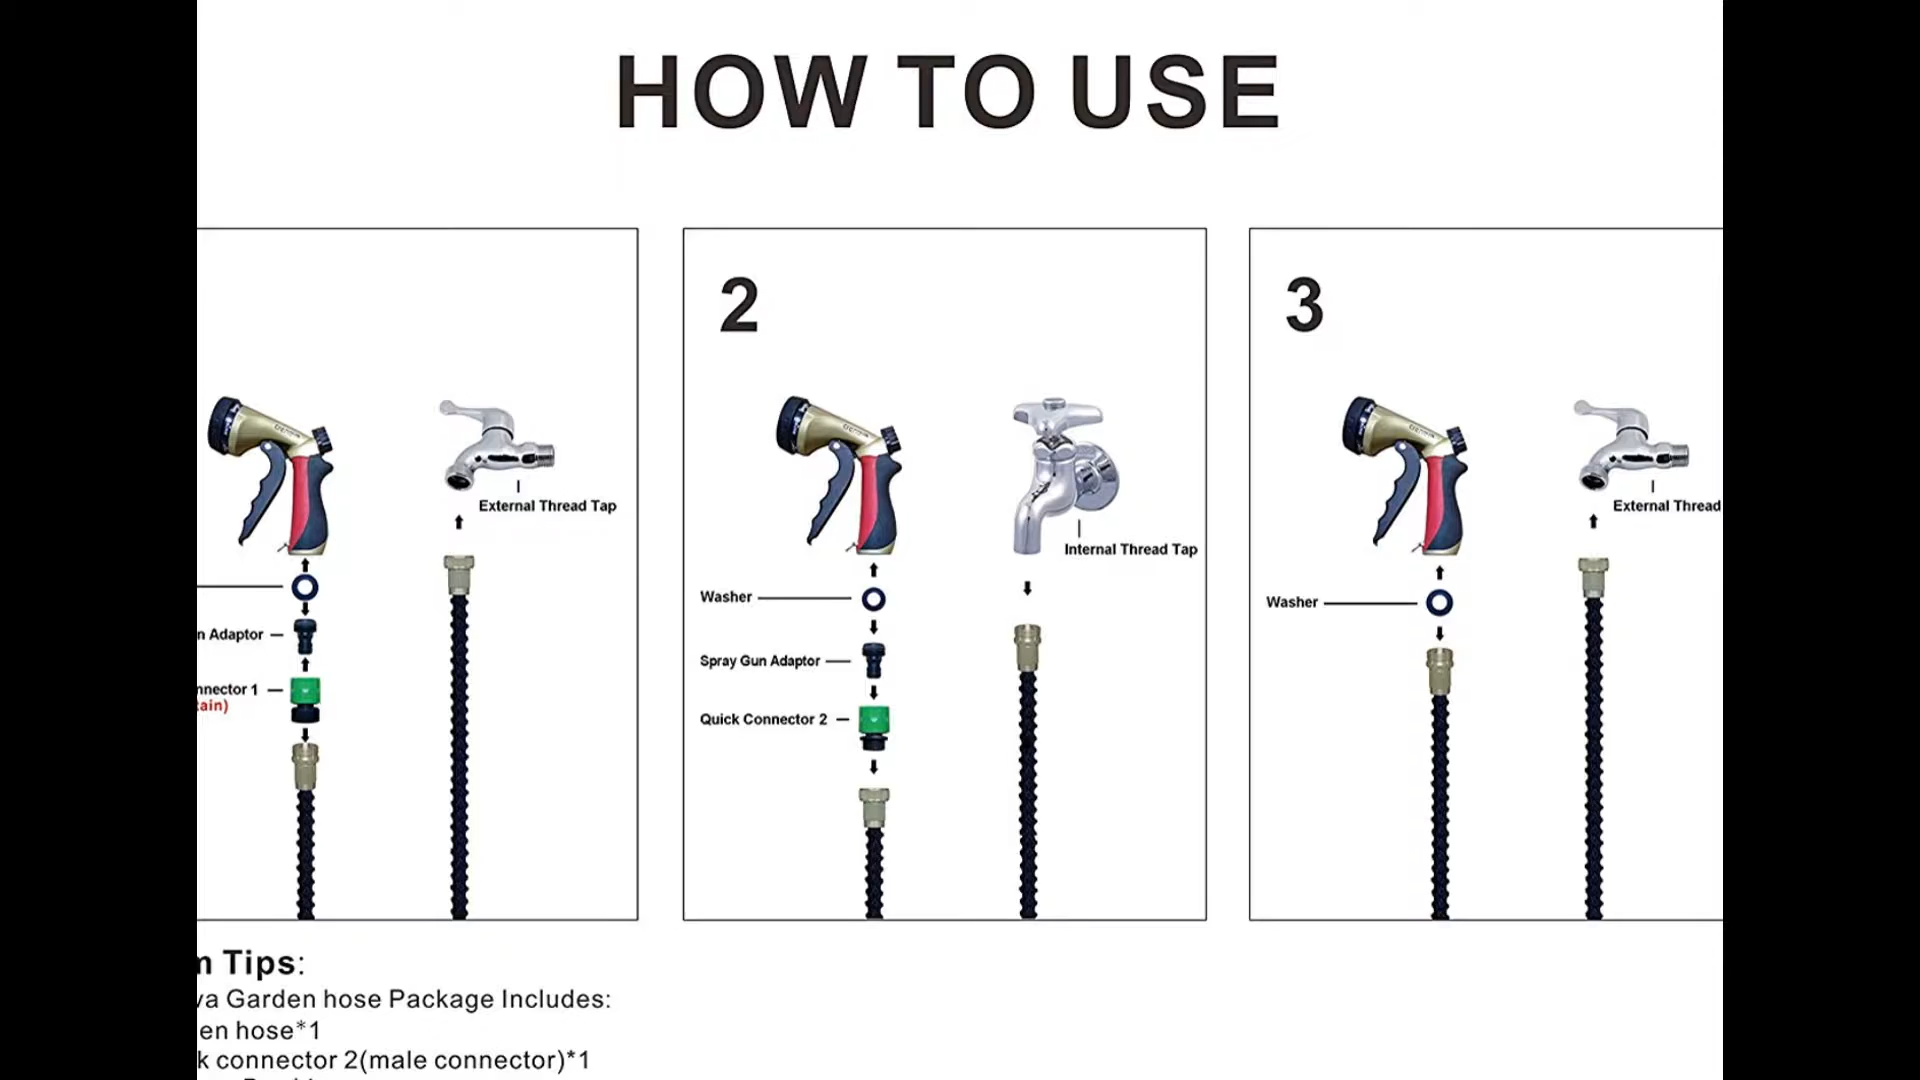 HOW TO USE
External Thread Tap
n Adaptor
nnector 1
ain)
2
Internal Thread Tap
Washer
Spray Gun Adaptor
Quick Connector 2
3
External Thread
Washer
n Tips:
va Garden hose Package Includes:
en hose*1
k connector 2(male connector)*1